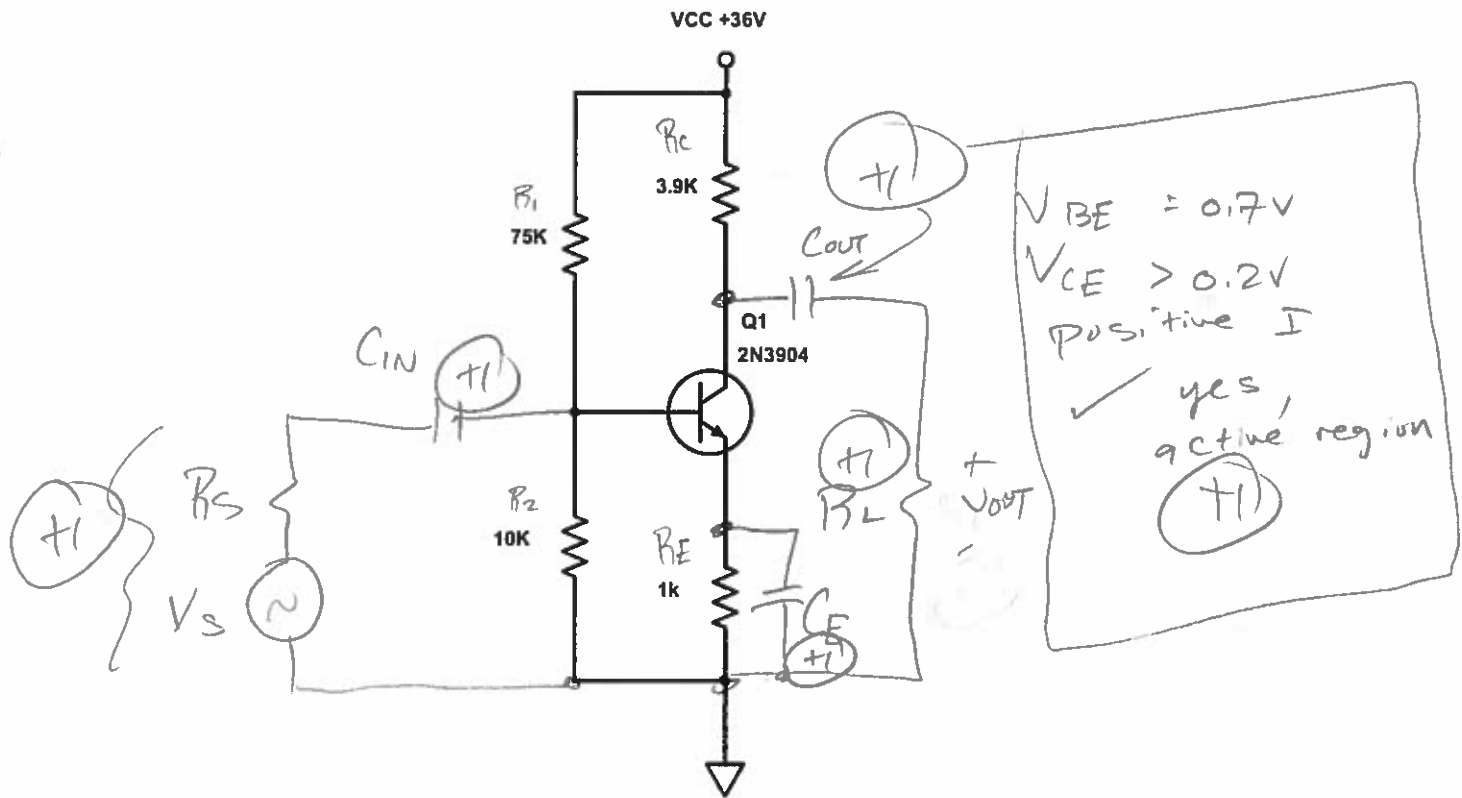 VCC +36V
RC
3.9K
+1
R1
75K
COUT
VBE = 0.7V
VCE > 0.2V
positive I
✓ yes,
active region
+1
Q1
2N3904
CIN
+1
+1
RS
VS
~
R2
10K
RE
1k
CE
+1
+1
RL
+
VOUT
-